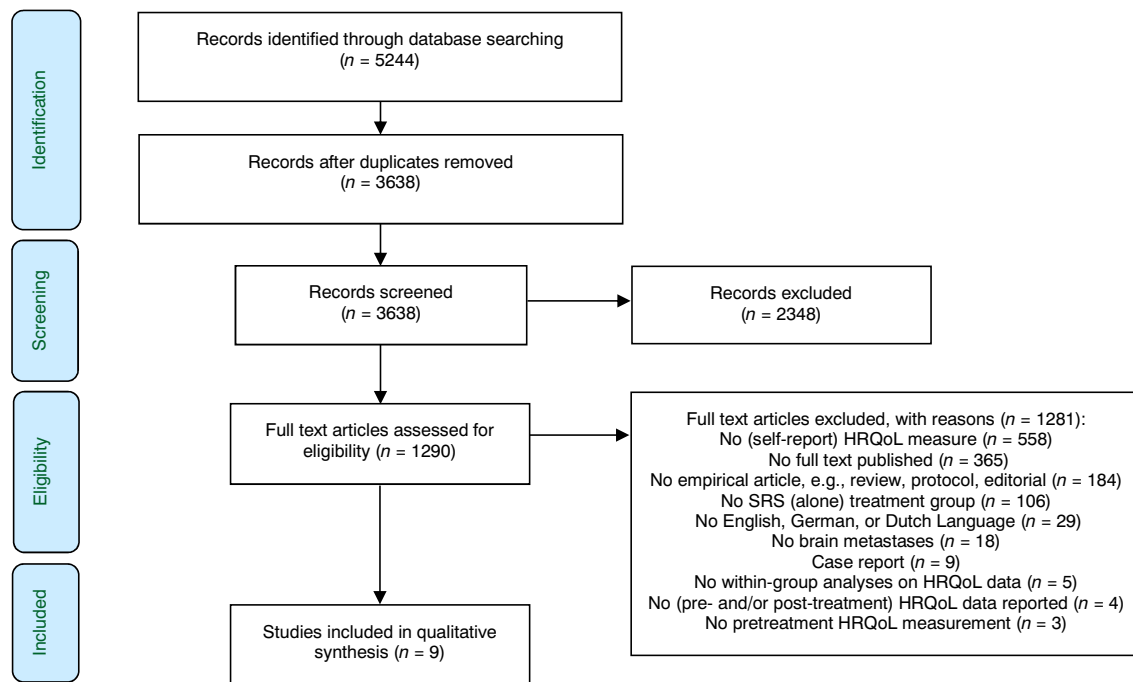 Identification
Records identified through database searching
(n = 5244)
Records after duplicates removed
(n = 3638)
Screening
Records screened
(n = 3638)
Records excluded
(n = 2348)
Eligibility
Full text articles assessed for
eligibility (n = 1290)
Full text articles excluded, with reasons (n = 1281):
No (self-report) HRQoL measure (n = 558)
No full text published (n = 365)
No empirical article, e.g., review, protocol, editorial (n = 184)
No SRS (alone) treatment group (n = 106)
No English, German, or Dutch Language (n = 29)
No brain metastases (n = 18)
Case report (n = 9)
No within-group analyses on HRQoL data (n = 5)
No (pre- and/or post-treatment) HRQoL data reported (n = 4)
No pretreatment HRQoL measurement (n = 3)
Included
Studies included in qualitative
synthesis (n = 9)